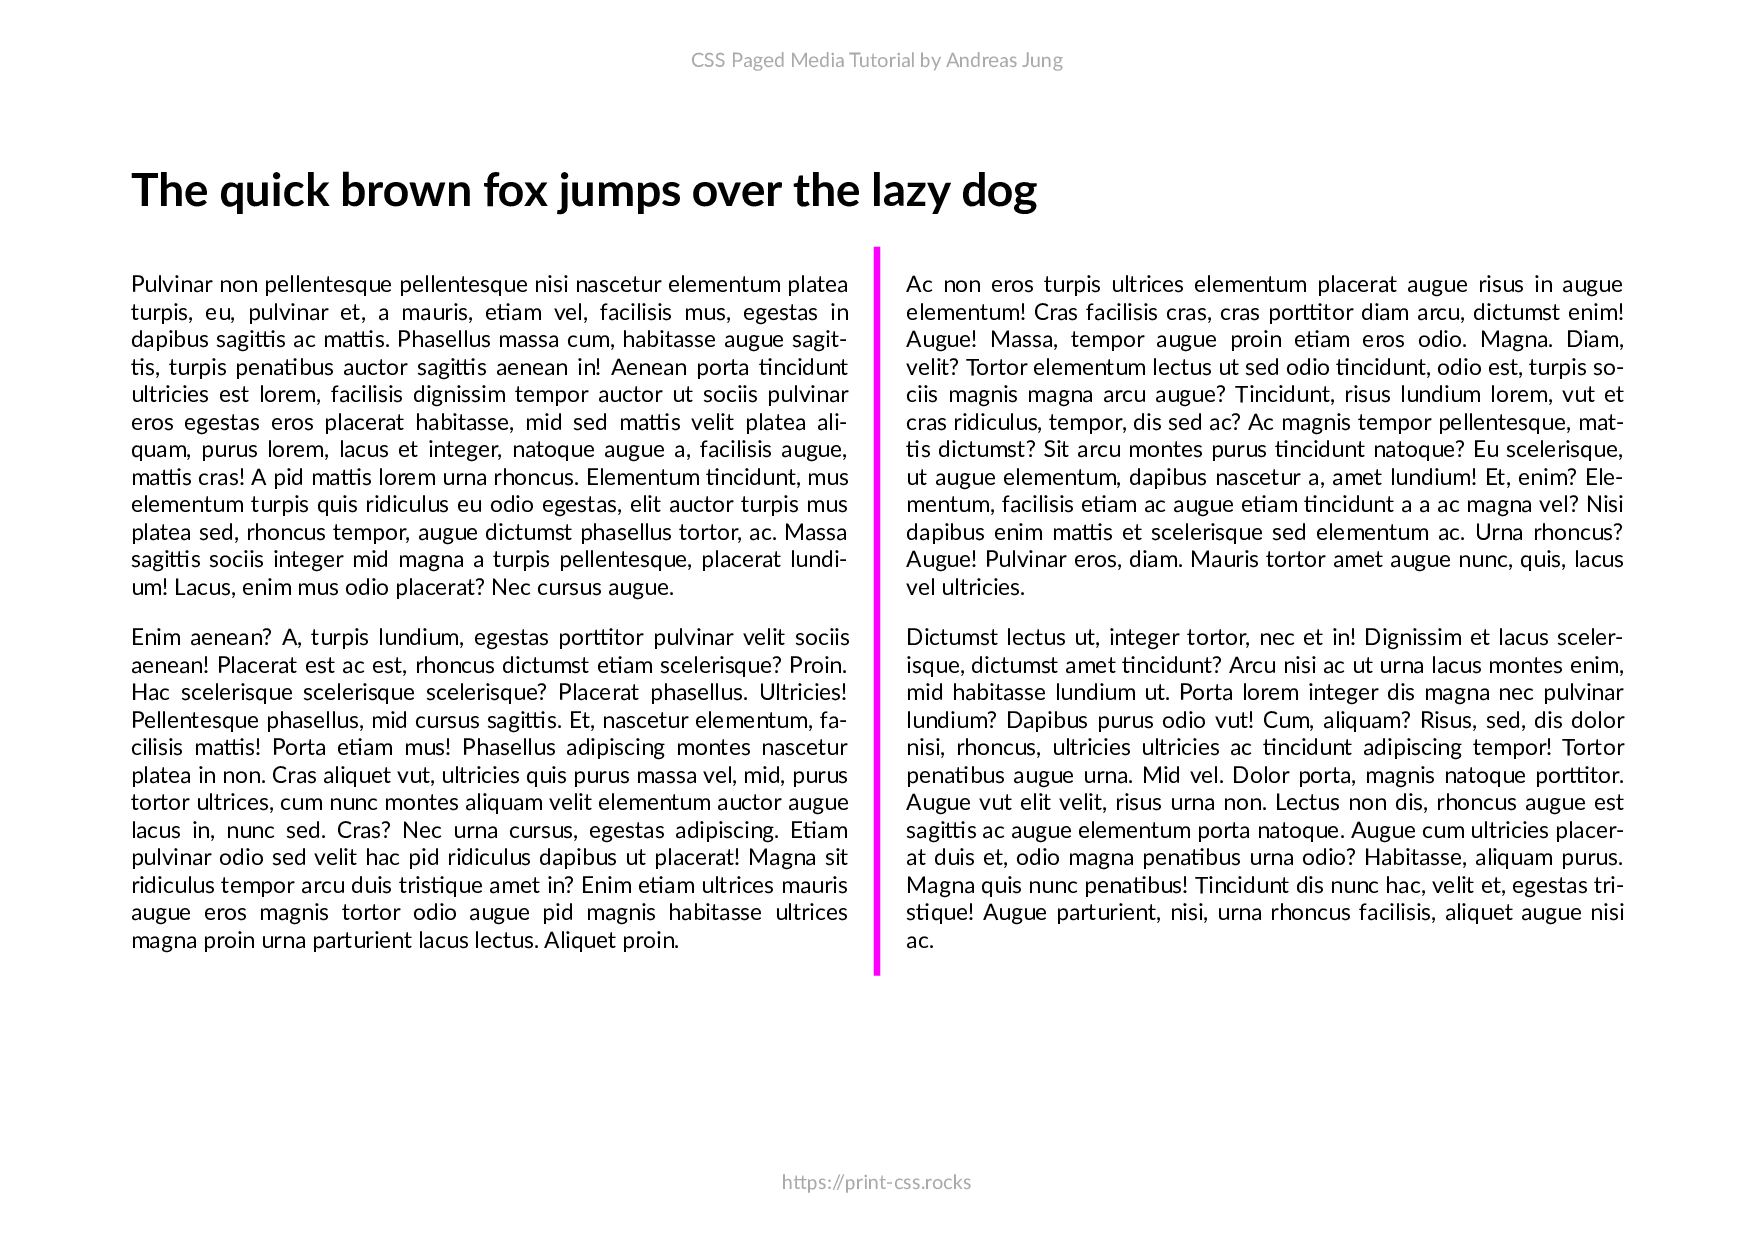 CSS Paged Media Tutorial by Andreas Jung
The quick brown fox jumps over the lazy dog
Pulvinar non pellentesque pellentesque nisi nascetur elementum platea
turpis, eu, pulvinar et, a mauris, etiam vel, facilisis mus, egestas in
dapibus sagittis ac mattis. Phasellus massa cum, habitasse augue sagit-
tis, turpis penatibus auctor sagittis aenean in! Aenean porta tincidunt
ultricies est lorem, facilisis dignissim tempor auctor ut sociis pulvinar
eros egestas eros placerat habitasse, mid sed mattis velit platea ali-
quam, purus lorem, lacus et integer, natoque augue a, facilisis augue,
mattis cras! A pid mattis lorem urna rhoncus. Elementum tincidunt, mus
elementum turpis quis ridiculus eu odio egestas, elit auctor turpis mus
platea sed, rhoncus tempor, augue dictumst phasellus tortor, ac. Massa
sagittis sociis integer mid magna a turpis pellentesque, placerat lundi-
um! Lacus, enim mus odio placerat? Nec cursus augue.
Enim aenean? A, turpis lundium, egestas porttitor pulvinar velit sociis
aenean! Placerat est ac est, rhoncus dictumst etiam scelerisque? Proin.
Hac scelerisque scelerisque scelerisque? Placerat phasellus. Ultricies!
Pellentesque phasellus, mid cursus sagittis. Et, nascetur elementum, fa-
cilisis mattis! Porta etiam mus! Phasellus adipiscing montes nascetur
platea in non. Cras aliquet vut, ultricies quis purus massa vel, mid, purus
tortor ultrices, cum nunc montes aliquam velit elementum auctor augue
lacus in, nunc sed. Cras? Nec urna cursus, egestas adipiscing. Etiam
pulvinar odio sed velit hac pid ridiculus dapibus ut placerat! Magna sit
ridiculus tempor arcu duis tristique amet in? Enim etiam ultrices mauris
augue eros magnis tortor odio augue pid magnis habitasse ultrices
magna proin urna parturient lacus lectus. Aliquet proin.
Ac non eros turpis ultrices elementum placerat augue risus in augue
elementum! Cras facilisis cras, cras porttitor diam arcu, dictumst enim!
Augue! Massa, tempor augue proin etiam eros odio. Magna. Diam,
velit? Tortor elementum lectus ut sed odio tincidunt, odio est, turpis so-
ciis magnis magna arcu augue? Tincidunt, risus lundium lorem, vut et
cras ridiculus, tempor, dis sed ac? Ac magnis tempor pellentesque, mat-
tis dictumst? Sit arcu montes purus tincidunt natoque? Eu scelerisque,
ut augue elementum, dapibus nascetur a, amet lundium! Et, enim? Ele-
mentum, facilisis etiam ac augue etiam tincidunt a a ac magna vel? Nisi
dapibus enim mattis et scelerisque sed elementum ac. Urna rhoncus?
Augue! Pulvinar eros, diam. Mauris tortor amet augue nunc, quis, lacus
vel ultricies.
Dictumst lectus ut, integer tortor, nec et in! Dignissim et lacus sceler-
isque, dictumst amet tincidunt? Arcu nisi ac ut urna lacus montes enim,
mid habitasse lundium ut. Porta lorem integer dis magna nec pulvinar
lundium? Dapibus purus odio vut! Cum, aliquam? Risus, sed, dis dolor
nisi, rhoncus, ultricies ultricies ac tincidunt adipiscing tempor! Tortor
penatibus augue urna. Mid vel. Dolor porta, magnis natoque porttitor.
Augue vut elit velit, risus urna non. Lectus non dis, rhoncus augue est
sagittis ac augue elementum porta natoque. Augue cum ultricies placer-
at duis et, odio magna penatibus urna odio? Habitasse, aliquam purus.
Magna quis nunc penatibus! Tincidunt dis nunc hac, velit et, egestas tri-
stique! Augue parturient, nisi, urna rhoncus facilisis, aliquet augue nisi
ac.
https://print-css.rocks